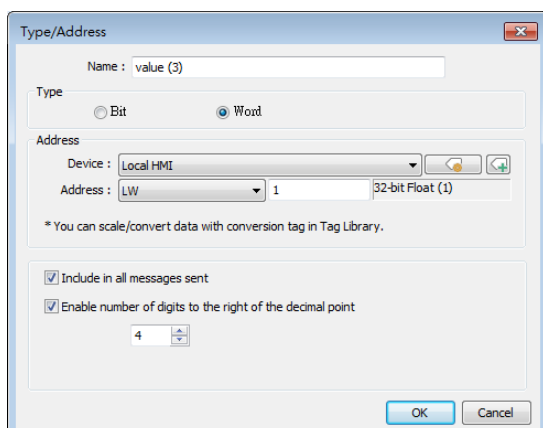 Type/Address
Name : value (3)
Type
Bit Word
Address
Device : Local HMI
Address : LW 1 32-bit Float (1)
* You can scale/convert data with conversion tag in Tag Library.
Include in all messages sent
Enable number of digits to the right of the decimal point
4
OK Cancel